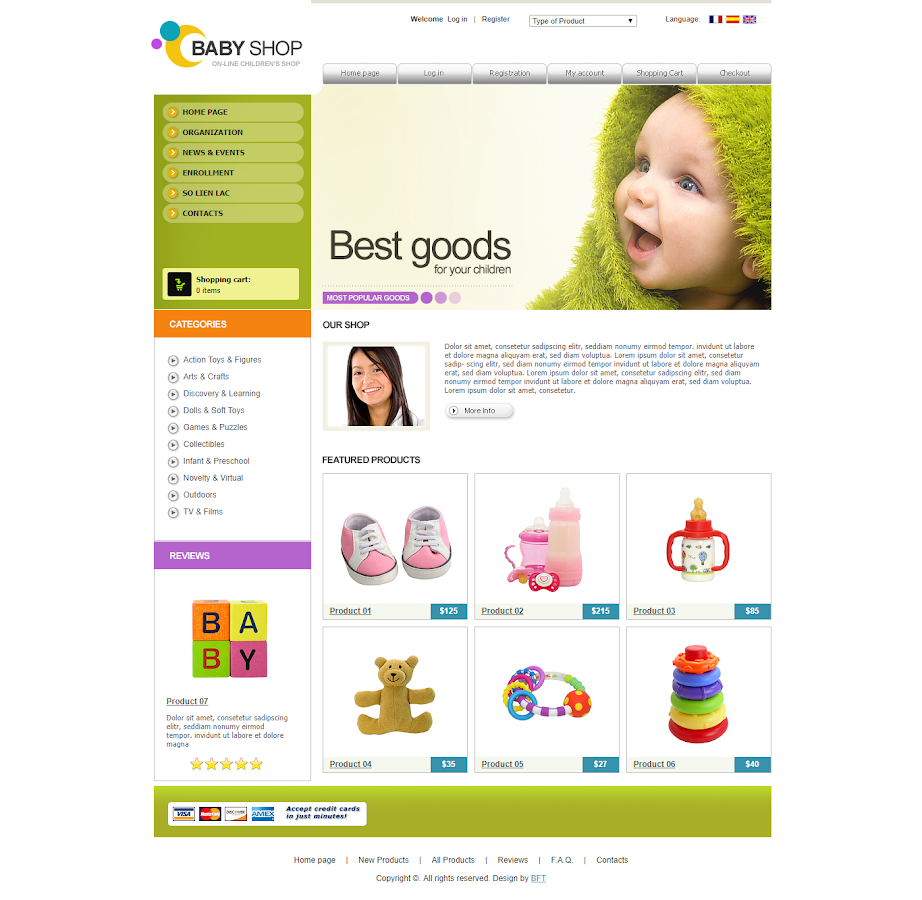 Welcome Log in | Register
Type of Product
Language:
BABY SHOP
ON-LINE CHILDREN'S SHOP
Home page
Log in
Registration
My account
Shopping Cart
Checkout
HOME PAGE
ORGANIZATION
NEWS & EVENTS
ENROLLMENT
SO LIEN LAC
CONTACTS
Shopping cart:
0 items
Best goods
for your children
MOST POPULAR GOODS
CATEGORIES
Action Toys & Figures
Arts & Crafts
Discovery & Learning
Dolls & Soft Toys
Games & Puzzles
Collectibles
Infant & Preschool
Novelty & Virtual
Outdoors
TV & Films
REVIEWS
B A
B Y
Product 07
Dolor sit amet, consetetur sadipscing
elitr, seddiam nonumy eirmod
tempor. invidunt ut labore et dolore
magna
OUR SHOP
Dolor sit amet, consetetur sadipscing elitr, seddiam nonumy eirmod tempor. invidunt ut labore
et dolore magna aliquyam erat, sed diam voluptua. Lorem ipsum dolor sit amet, consetetur
sadip- scing elitr, sed diam nonumy eirmod tempor invidunt ut labore et dolore magna aliquyam
erat, sed diam voluptua. Lorem ipsum dolor sit amet, consetetur sadipscing elitr, sed diam
nonumy eirmod tempor invidunt ut labore et dolore magna aliquyam erat, sed diam voluptua.
Lorem ipsum dolor sit amet, consetetur.
More Info
FEATURED PRODUCTS
Product 01 $125
Product 02 $215
Product 03 $85
Product 04 $35
Product 05 $27
Product 06 $40
VISA
MasterCard
DISCOVER
AMEX
Accept credit cards
in just minutes!
Home page | New Products | All Products | Reviews | F.A.Q. | Contacts
Copyright ©. All rights reserved. Design by BFT